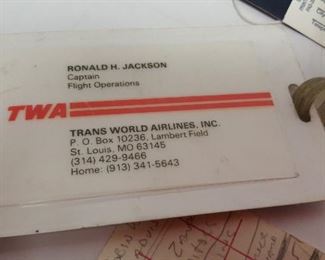 RONALD H. JACKSON
Captain
Flight Operations
TWA
TRANS WORLD AIRLINES, INC.
P. O. Box 10236, Lambert Field
St. Louis, MO 63145
(314) 429-9466
Home: (913) 341-5643